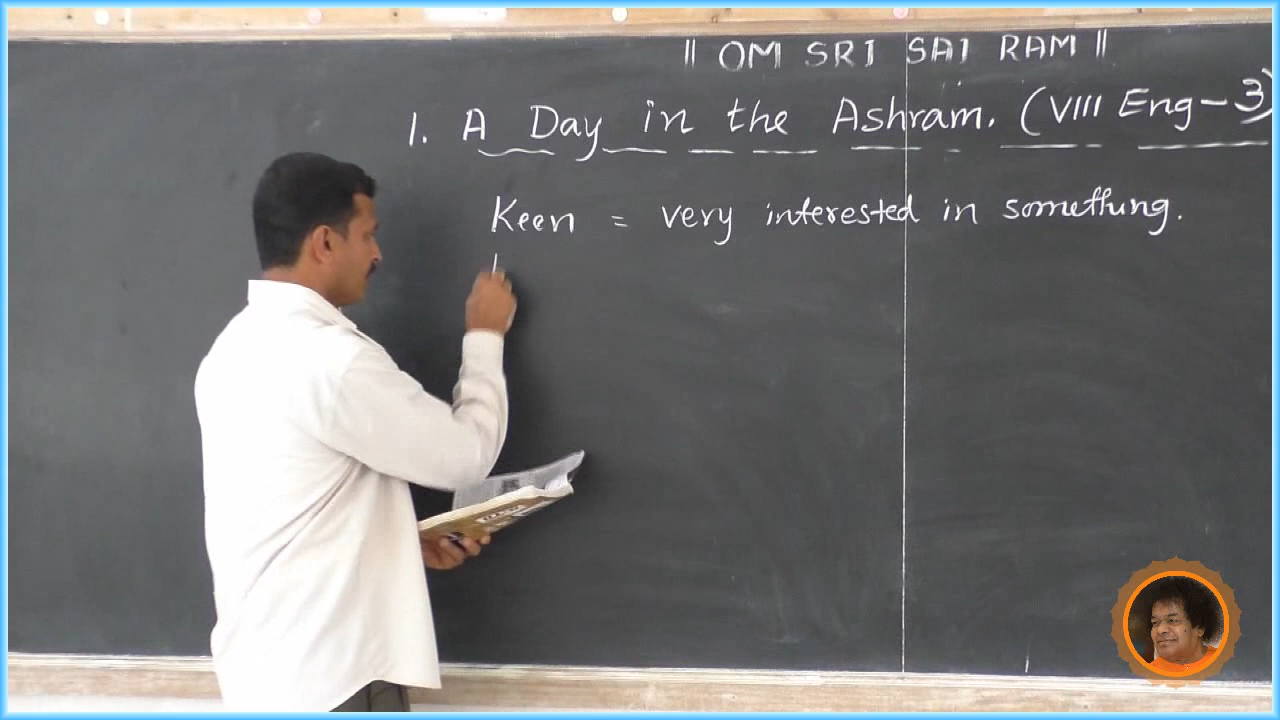 || OM SRI SAI RAM ||
1. A Day in the Ashram. (VIII Eng-3)
Keen = very interested in something.